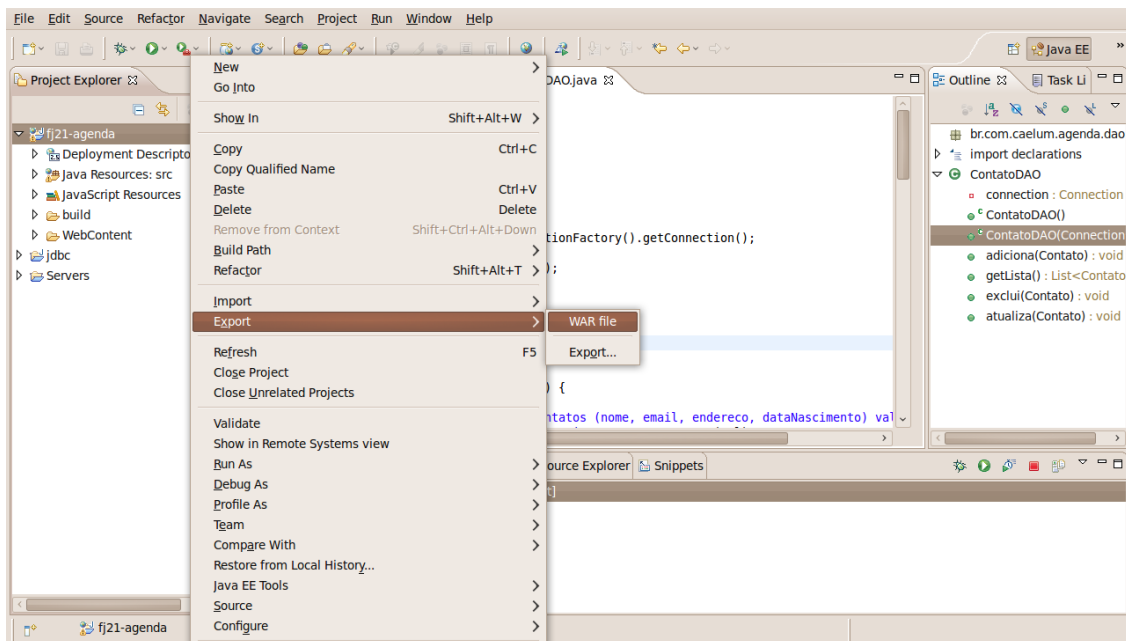 File Edit Source Refactor Navigate Search Project Run Window Help
Java EE »
Project Explorer
fj21-agenda
Deployment Descripto
Java Resources: src
JavaScript Resources
build
WebContent
jdbc
Servers
New
Go Into
Show In Shift+Alt+W
Copy Ctrl+C
Copy Qualified Name
Paste Ctrl+V
Delete Delete
Remove from Context Shift+Ctrl+Alt+Down
Build Path
Refactor Shift+Alt+T
Import
Export
Refresh F5
Close Project
Close Unrelated Projects
Validate
Show in Remote Systems view
Run As
Debug As
Profile As
Team
Compare With
Restore from Local History...
Java EE Tools
Source
Configure
WAR file
Export...
DAO.java
tionFactory().getConnection();
);
) {
ntatos (nome, email, endereco, dataNascimento) val
ource Explorer Snippets
t]
Outline Task Li
br.com.caelum.agenda.dao
import declarations
ContatoDAO
connection : Connection
ContatoDAO()
ContatoDAO(Connection
adiciona(Contato) : void
getLista() : List<Contato
exclui(Contato) : void
atualiza(Contato) : void
fj21-agenda